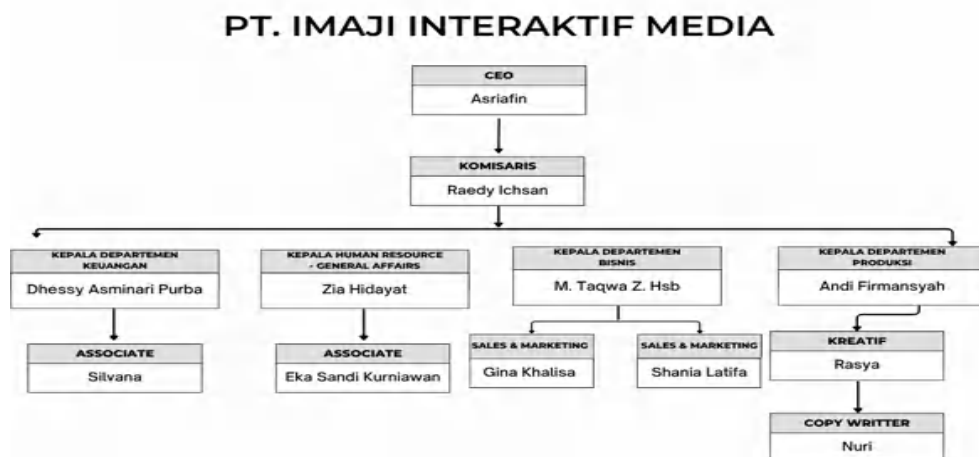 PT. IMAJI INTERAKTIF MEDIA
CEO
Asriafin
KOMISARIS
Raedy Ichsan
KEPALA DEPARTEMEN
KEUANGAN
Dhessy Asminari Purba
KEPALA HUMAN RESOURCE
- GENERAL AFFAIRS
Zia Hidayat
KEPALA DEPARTEMEN
BISNIS
M. Taqwa Z. Hsb
KEPALA DEPARTEMEN
PRODUKSI
Andi Firmansyah
ASSOCIATE
Silvana
ASSOCIATE
Eka Sandi Kurniawan
SALES & MARKETING
Gina Khalisa
SALES & MARKETING
Shania Latifa
KREATIF
Rasya
COPY WRITTER
Nuri